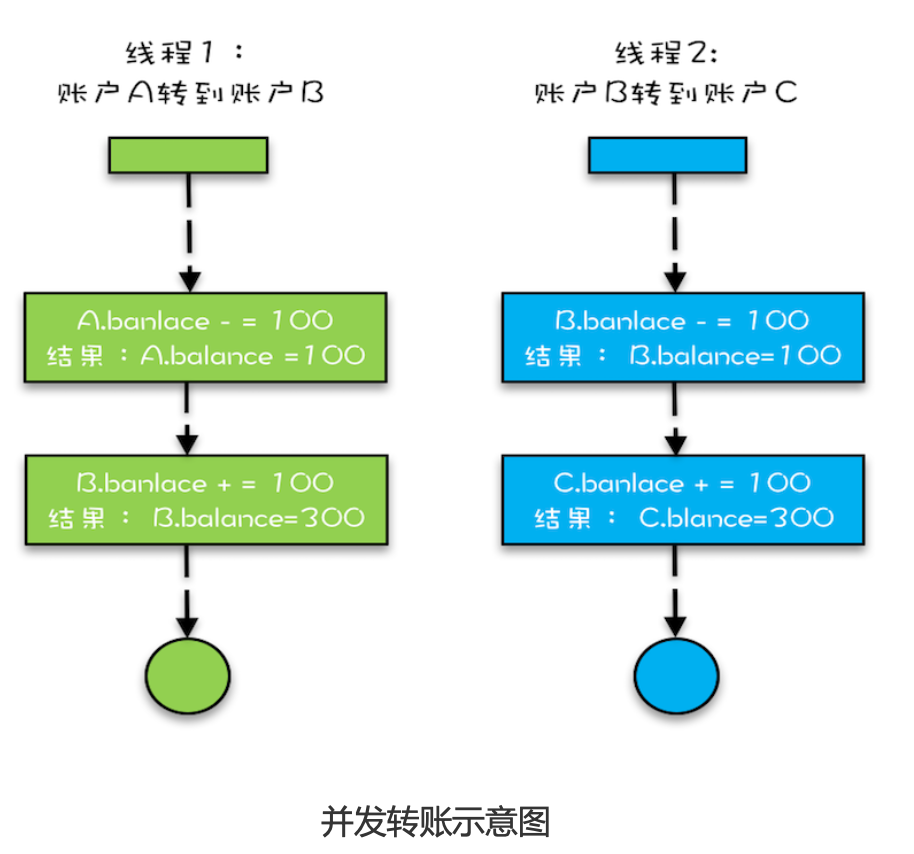 线程1：
账户A转到账户B
线程2:
账户B转到账户C
A.banlace - = 100
结果：A.balance =100
B.banlace + = 100
结果： B.balance=300
B.banlace - = 100
结果： B.balance=100
C.banlace + = 100
结果： C.blance=300
并发转账示意图